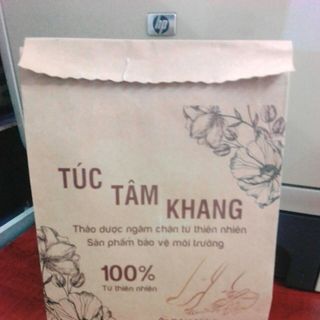 hp
TÚC
TÂM
KHANG
Thảo dược ngâm chân từ thiên nhiên
Sản phẩm bảo vệ môi trường
100%
Từ thiên nhiên